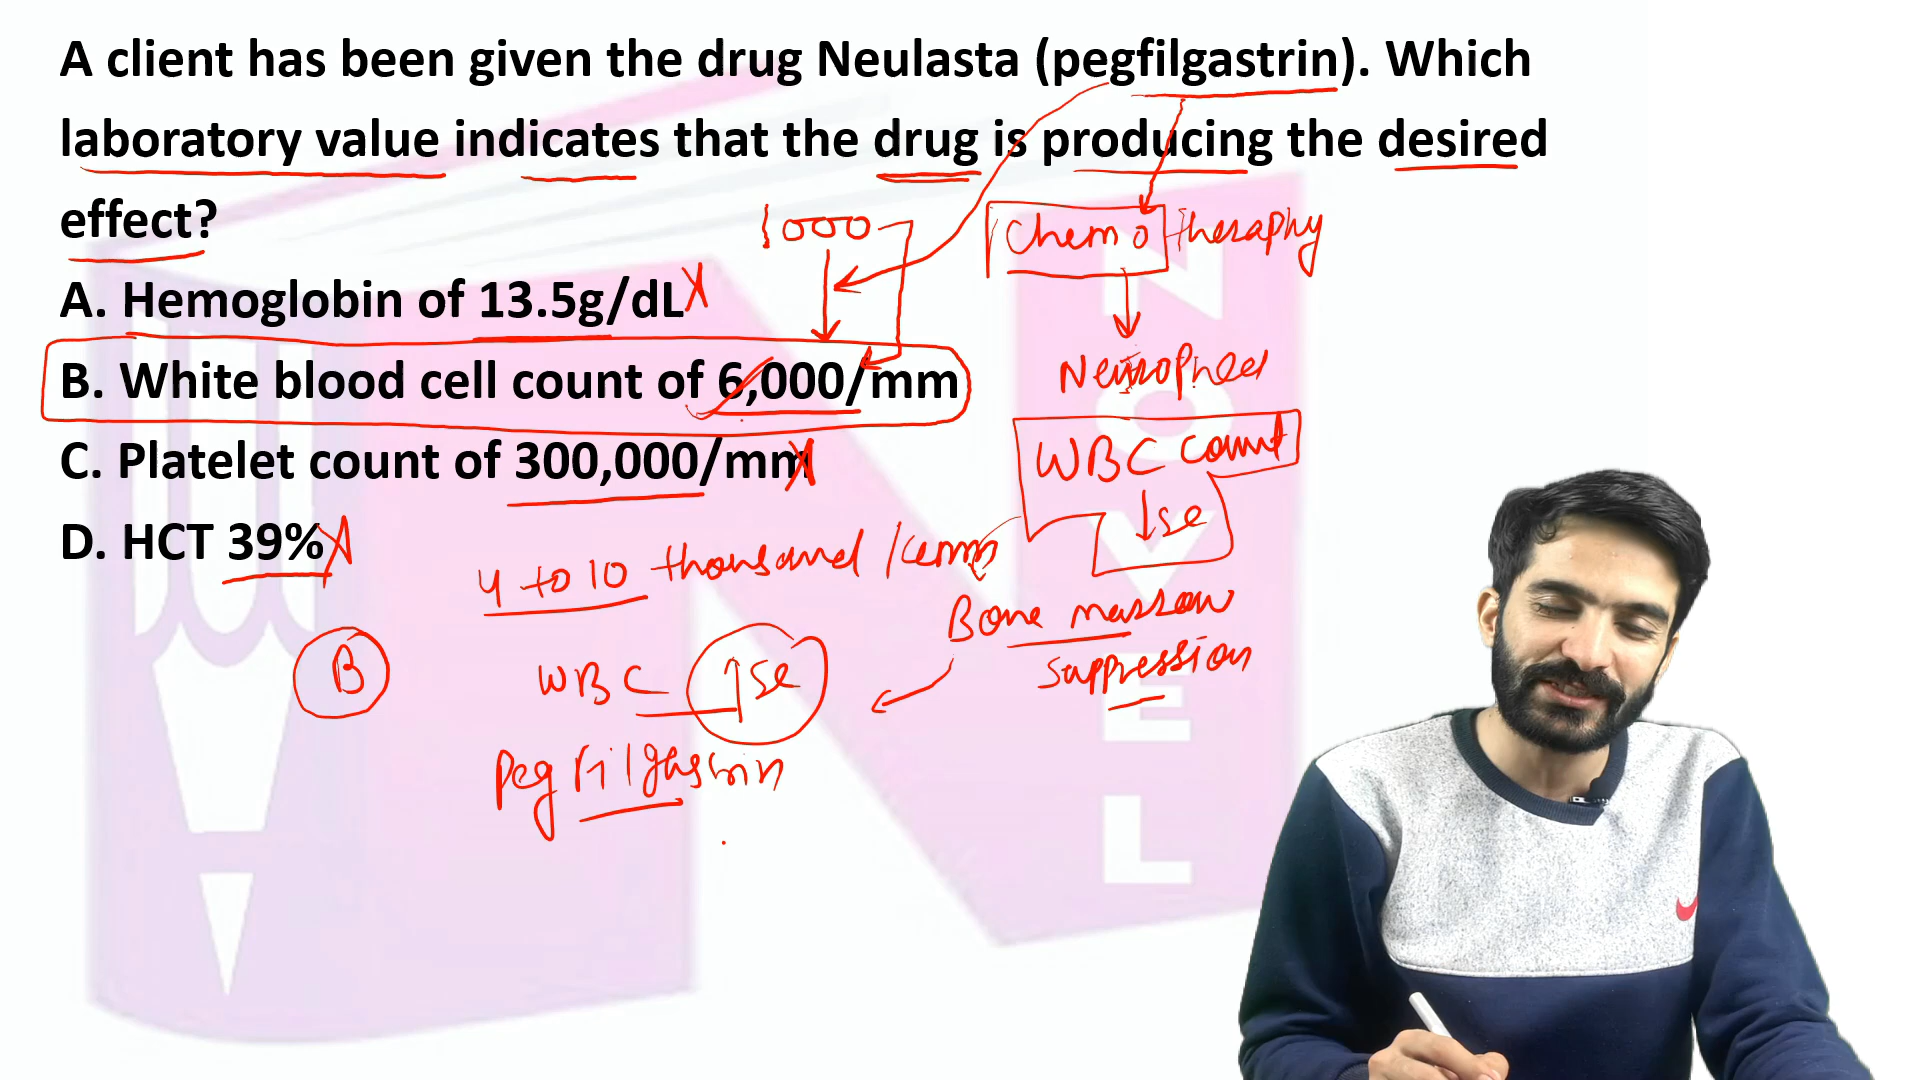 A client has been given the drug Neulasta (pegfilgastrin). Which
laboratory value indicates that the drug is producing the desired
effect?
1000
Chemo theraphy
A. Hemoglobin of 13.5g/dL X
B. White blood cell count of 6,000/mm
C. Platelet count of 300,000/mm X
D. HCT 39% X
WBC count
↓se
4 to 10 thousand /
Bone marrow
suppression
B
WBC ↑se
Peg filgastrin
NOVEL